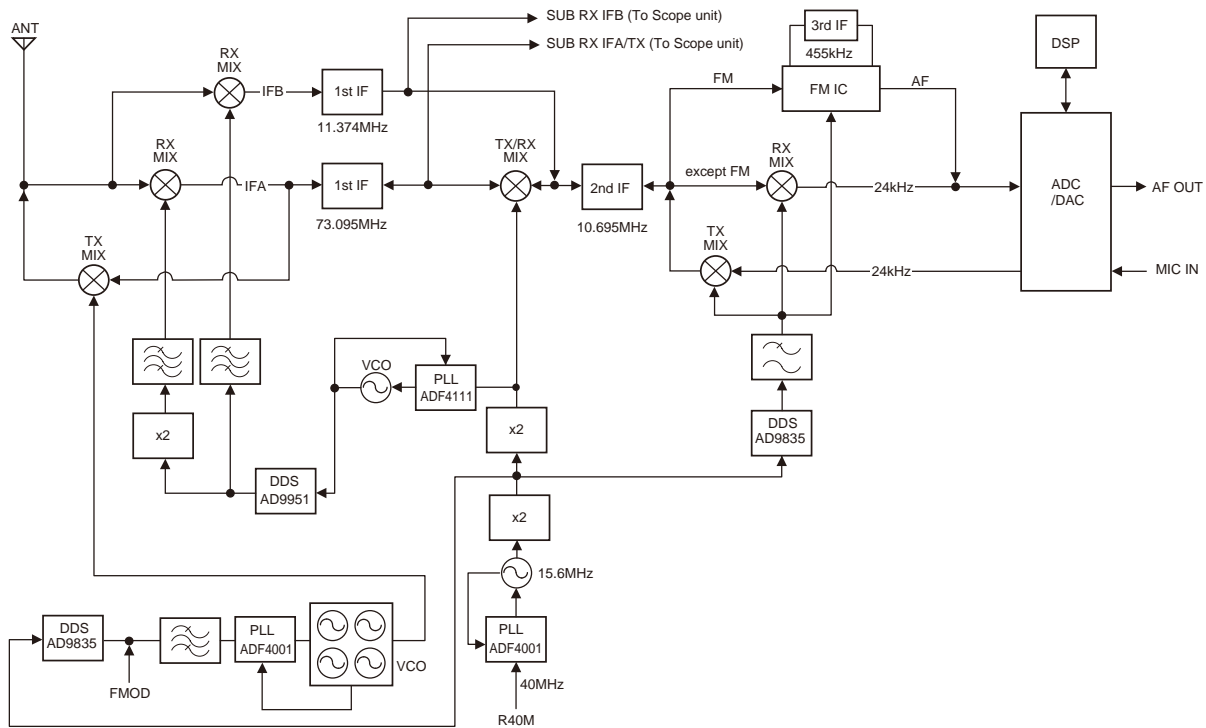 SUB RX IFB (To Scope unit)
SUB RX IFA/TX (To Scope unit)
ANT
RX
MIX
IFB
1st IF
11.374MHz
RX
MIX
IFA
1st IF
73.095MHz
TX/RX
MIX
2nd IF
10.695MHz
3rd IF
455kHz
FM
FM IC
AF
except FM
RX
MIX
24kHz
DSP
ADC
/DAC
AF OUT
MIC IN
TX
MIX
TX
MIX
24kHz
VCO
PLL
ADF4111
x2
x2
DDS
AD9835
DDS
AD9951
x2
15.6MHz
DDS
AD9835
PLL
ADF4001
VCO
PLL
ADF4001
FMOD
40MHz
R40M